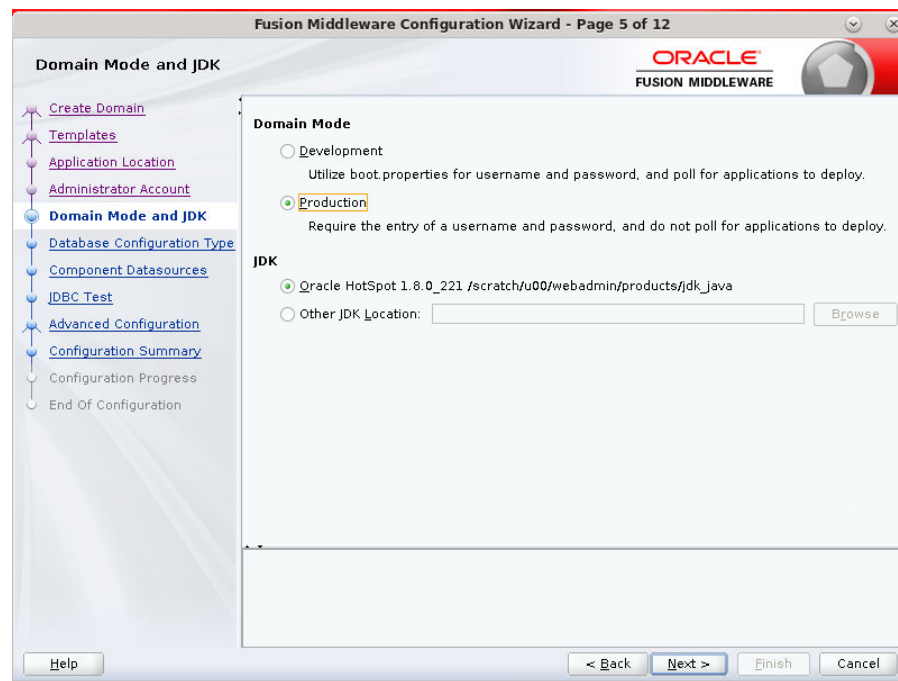 Fusion Middleware Configuration Wizard - Page 5 of 12
Domain Mode and JDK
ORACLE
FUSION MIDDLEWARE
Create Domain
Templates
Application Location
Administrator Account
Domain Mode and JDK
Database Configuration Type
Component Datasources
JDBC Test
Advanced Configuration
Configuration Summary
Configuration Progress
End Of Configuration
Domain Mode
Development
Utilize boot.properties for username and password, and poll for applications to deploy.
Production
Require the entry of a username and password, and do not poll for applications to deploy.
JDK
Oracle HotSpot 1.8.0_221 /scratch/u00/webadmin/products/jdk_java
Other JDK Location:
Browse
Help
< Back
Next >
Finish
Cancel